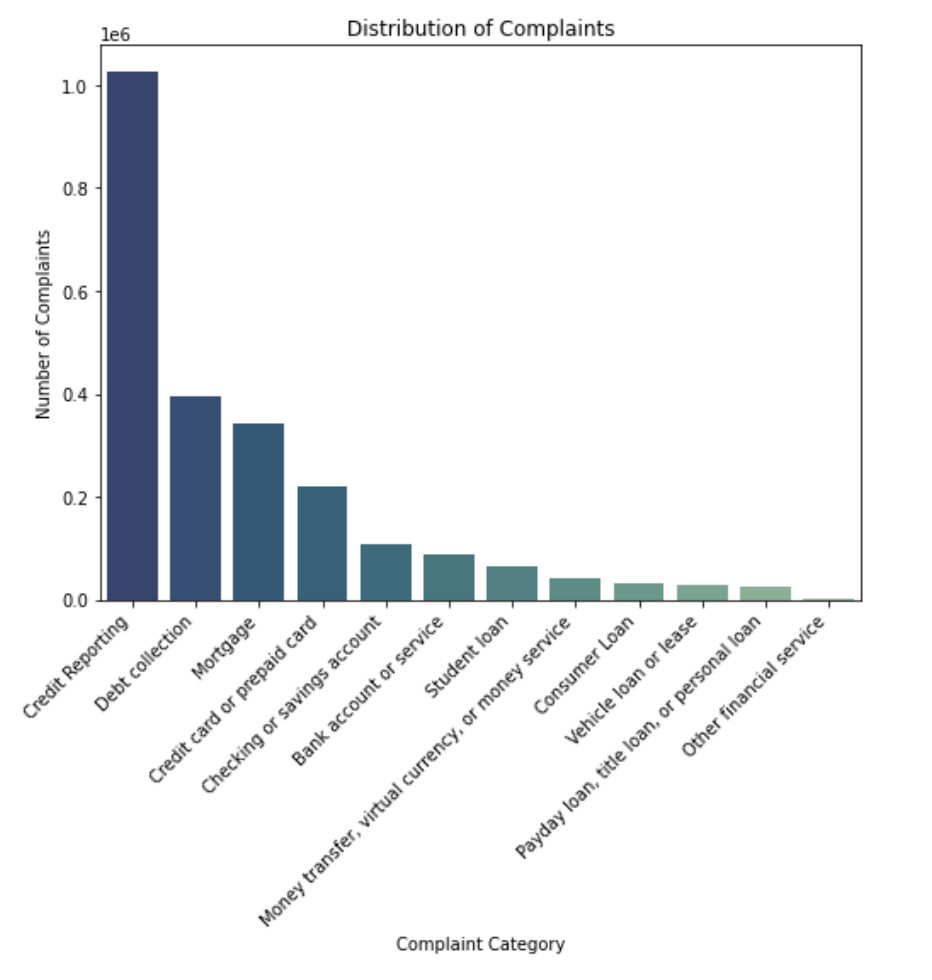 Distribution of Complaints
1e6
1.0
0.8
0.6
0.4
0.2
0.0
Number of Complaints
Credit Reporting
Debt collection
Mortgage
Credit card or prepaid card
Checking or savings account
Bank account or service
Student loan
Money transfer, virtual currency, or money service
Consumer Loan
Vehicle loan or lease
Payday loan, title loan, or personal loan
Other financial service
Complaint Category